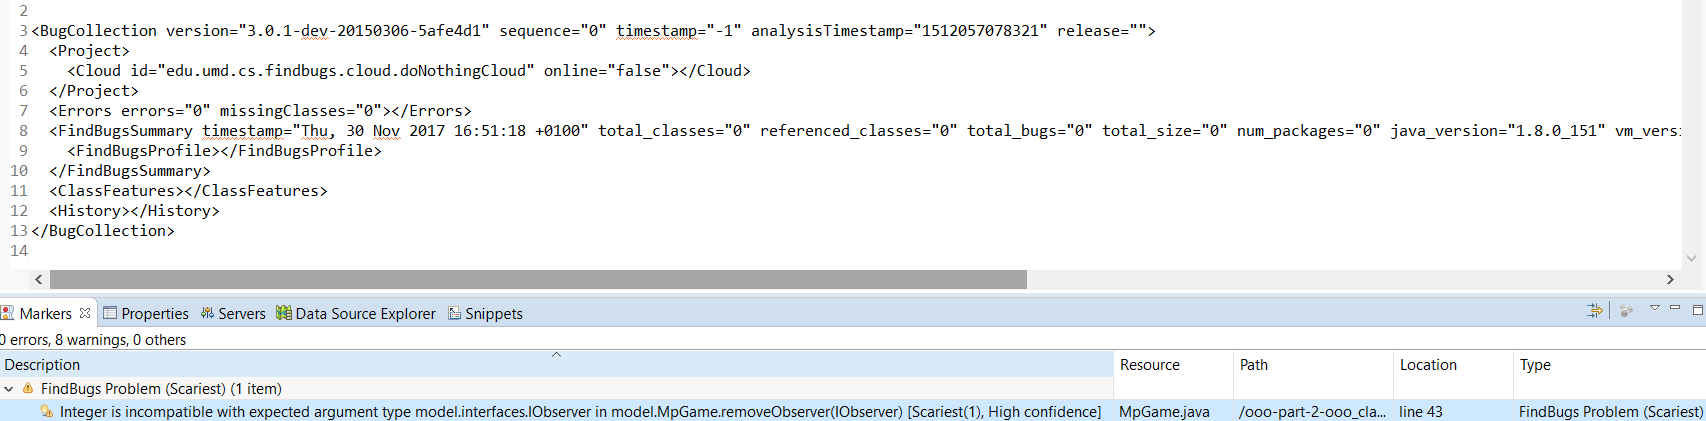 2
3 <BugCollection version="3.0.1-dev-20150306-5afe4d1" sequence="0" timestamp="-1" analysisTimestamp="1512057078321" release="">
4 <Project>
5 <Cloud id="edu.umd.cs.findbugs.cloud.doNothingCloud" online="false"></Cloud>
6 </Project>
7 <Errors errors="0" missingClasses="0"></Errors>
8 <FindBugsSummary timestamp="Thu, 30 Nov 2017 16:51:18 +0100" total_classes="0" referenced_classes="0" total_bugs="0" total_size="0" num_packages="0" java_version="1.8.0_151" vm_vers
9 <FindBugsProfile></FindBugsProfile>
10 </FindBugsSummary>
11 <ClassFeatures></ClassFeatures>
12 <History></History>
13 </BugCollection>
14
Markers Properties Servers Data Source Explorer Snippets
0 errors, 8 warnings, 0 others
Description Resource Path Location Type
FindBugs Problem (Scariest) (1 item)
Integer is incompatible with expected argument type model.interfaces.IObserver in model.MpGame.removeObserver(IObserver) [Scariest(1), High confidence] MpGame.java /ooo-part-2-ooo_cla... line 43 FindBugs Problem (Scariest)